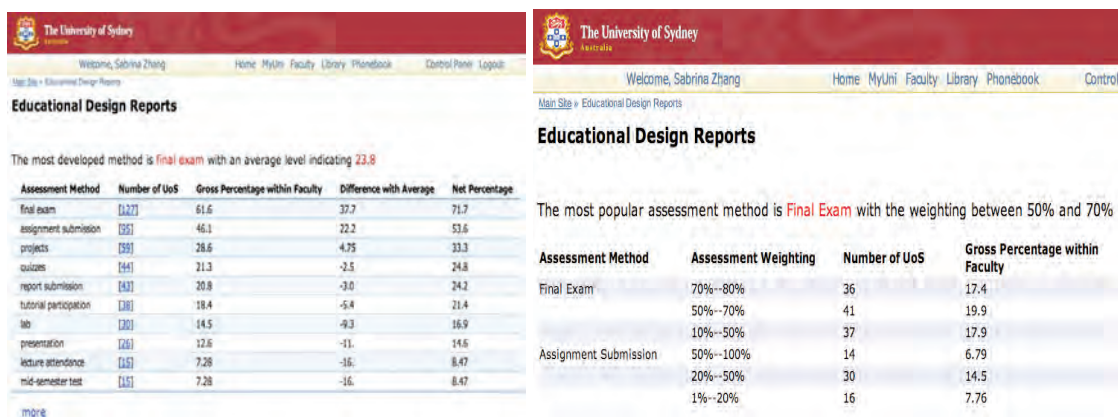 The University of Sydney
Australia
Welcome, Sabrina Zhang Home MyUni Faculty Library Phonebook Control Panel Logout
Main Site » Educational Design Reports
Educational Design Reports
The most developed method is final exam with an average level indicating 23.8
Assessment Method Number of UoS Gross Percentage within Faculty Difference with Average Net Percentage
final exam [127] 61.6 37.7 71.7
assignment submission [95] 46.1 22.2 53.6
projects [59] 28.6 4.75 33.3
quizzes [44] 21.3 -2.5 24.8
report submission [43] 20.8 -3.0 24.2
tutorial participation [38] 18.4 -5.4 21.4
lab [30] 14.5 -9.3 16.9
presentation [26] 12.6 -11. 14.6
lecture attendance [15] 7.28 -16. 8.47
mid-semester test [15] 7.28 -16. 8.47
more
The University of Sydney
Australia
Welcome, Sabrina Zhang Home MyUni Faculty Library Phonebook Control
Main Site » Educational Design Reports
Educational Design Reports
The most popular assessment method is Final Exam with the weighting between 50% and 70%
Assessment Method Assessment Weighting Number of UoS Gross Percentage within
Faculty
Final Exam 70%--80% 36 17.4
50%--70% 41 19.9
10%--50% 37 17.9
Assignment Submission 50%--100% 14 6.79
20%--50% 30 14.5
1%--20% 16 7.76